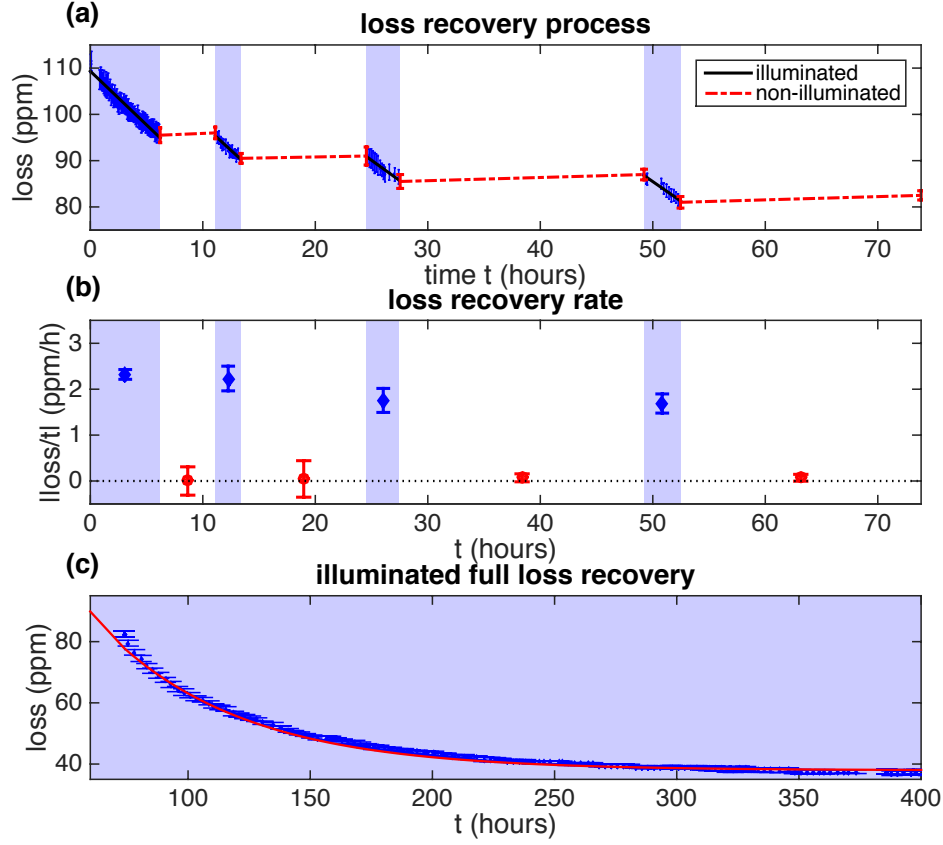 (a)
loss recovery process
110
100
90
80
loss (ppm)
illuminated
non-illuminated
0 10 20 30 40 50 60 70
time t (hours)
(b)
loss recovery rate
3
2
1
0
|loss/t| (ppm/h)
0 10 20 30 40 50 60 70
t (hours)
(c)
illuminated full loss recovery
80
60
40
loss (ppm)
100 150 200 250 300 350 400
t (hours)